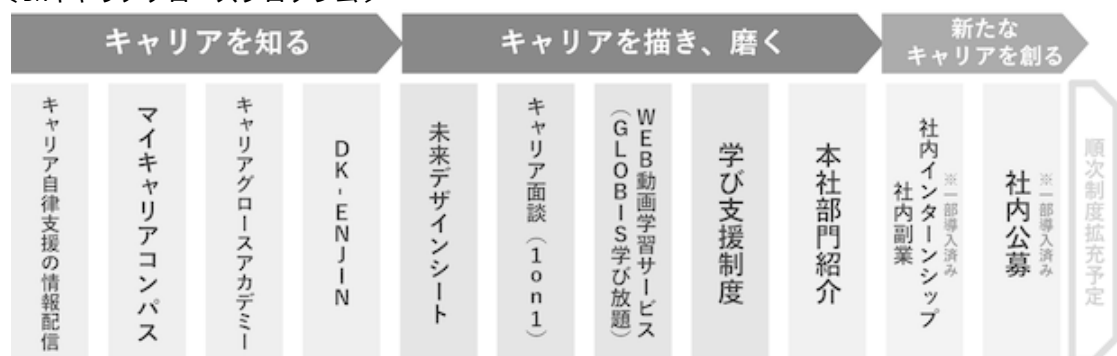 キャリアを知る
キャリアを描き、磨く
新たな
キャリアを創る
キャリア自律支援の情報配信
マイキャリアコンパス
キャリアグロースアカデミー
DK-ENJIN
未来デザインシート
キャリア面談（1on1）
WEB動画学習サービス
（GLOBIS学び放題）
学び支援制度
本社部門紹介
※一部導入済み
社内インターンシップ
社内副業
※一部導入済み
社内公募
順次制度拡充予定